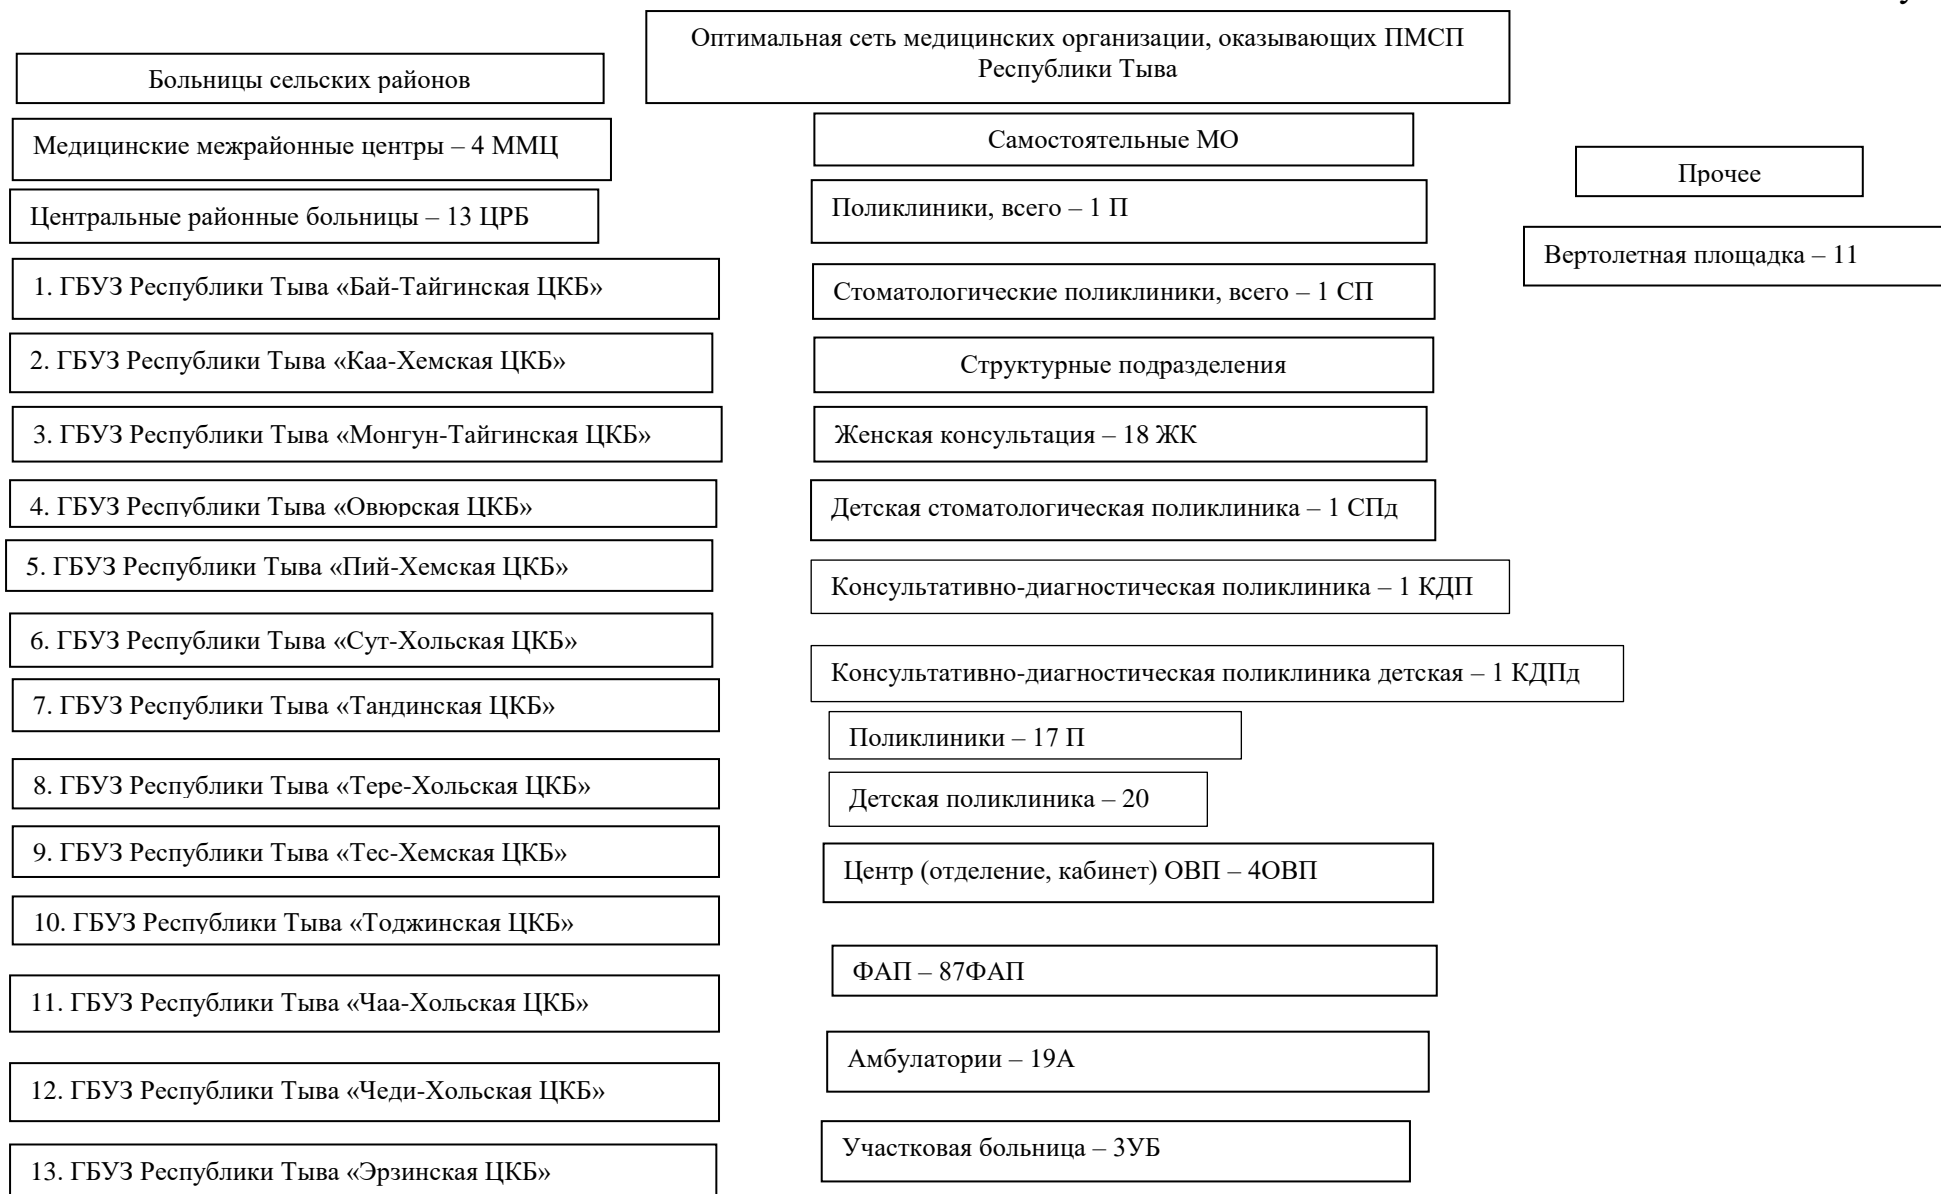 Оптимальная сеть медицинских организации, оказывающих ПМСП
Республики Тыва
Больницы сельских районов
Медицинские межрайонные центры – 4 ММЦ
Центральные районные больницы – 13 ЦРБ
1. ГБУЗ Республики Тыва «Бай-Тайгинская ЦКБ»
2. ГБУЗ Республики Тыва «Каа-Хемская ЦКБ»
3. ГБУЗ Республики Тыва «Монгун-Тайгинская ЦКБ»
4. ГБУЗ Республики Тыва «Овюрская ЦКБ»
5. ГБУЗ Республики Тыва «Пий-Хемская ЦКБ»
6. ГБУЗ Республики Тыва «Сут-Хольская ЦКБ»
7. ГБУЗ Республики Тыва «Тандинская ЦКБ»
8. ГБУЗ Республики Тыва «Тере-Хольская ЦКБ»
9. ГБУЗ Республики Тыва «Тес-Хемская ЦКБ»
10. ГБУЗ Республики Тыва «Тоджинская ЦКБ»
11. ГБУЗ Республики Тыва «Чаа-Хольская ЦКБ»
12. ГБУЗ Республики Тыва «Чеди-Хольская ЦКБ»
13. ГБУЗ Республики Тыва «Эрзинская ЦКБ»
Самостоятельные МО
Поликлиники, всего – 1 П
Стоматологические поликлиники, всего – 1 СП
Структурные подразделения
Женская консультация – 18 ЖК
Детская стоматологическая поликлиника – 1 СПд
Консультативно-диагностическая поликлиника – 1 КДП
Консультативно-диагностическая поликлиника детская – 1 КДПд
Поликлиники – 17 П
Детская поликлиника – 20
Центр (отделение, кабинет) ОВП – 4ОВП
ФАП – 87ФАП
Амбулатории – 19А
Участковая больница – 3УБ
Прочее
Вертолетная площадка – 11